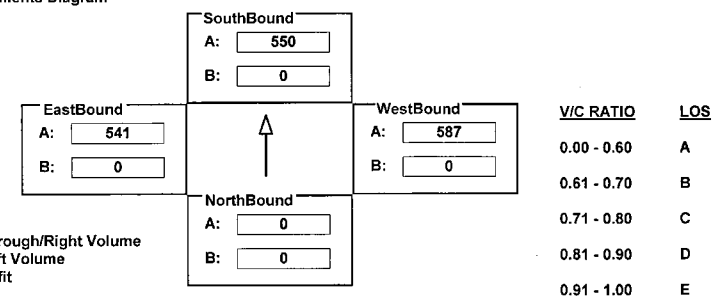 SouthBound
A: 550
B: 0
EastBound
A: 541
B: 0
WestBound
A: 587
B: 0
NorthBound
A: 0
B: 0
rough/Right Volume
ft Volume
fit
V/C RATIO LOS
0.00 - 0.60 A
0.61 - 0.70 B
0.71 - 0.80 C
0.81 - 0.90 D
0.91 - 1.00 E